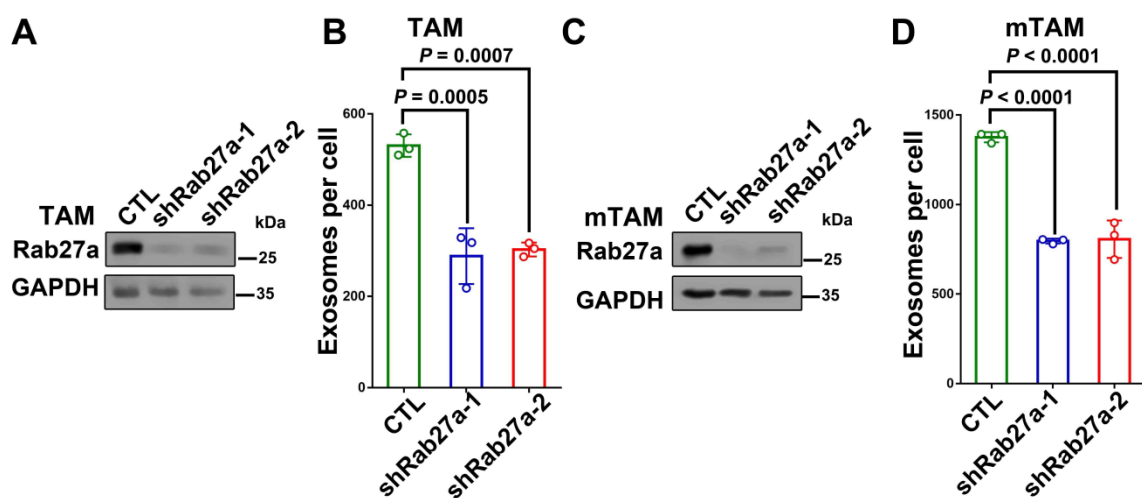 A
TAM
CTL
shRab27a-1
shRab27a-2
kDa
Rab27a
25
GAPDH
35
B
TAM
P = 0.0007
P = 0.0005
Exosomes per cell
600
400
200
0
CTL
shRab27a-1
shRab27a-2
C
mTAM
CTL
shRab27a-1
shRab27a-2
kDa
Rab27a
25
GAPDH
35
D
mTAM
P < 0.0001
P < 0.0001
Exosomes per cell
1500
1000
500
0
CTL
shRab27a-1
shRab27a-2